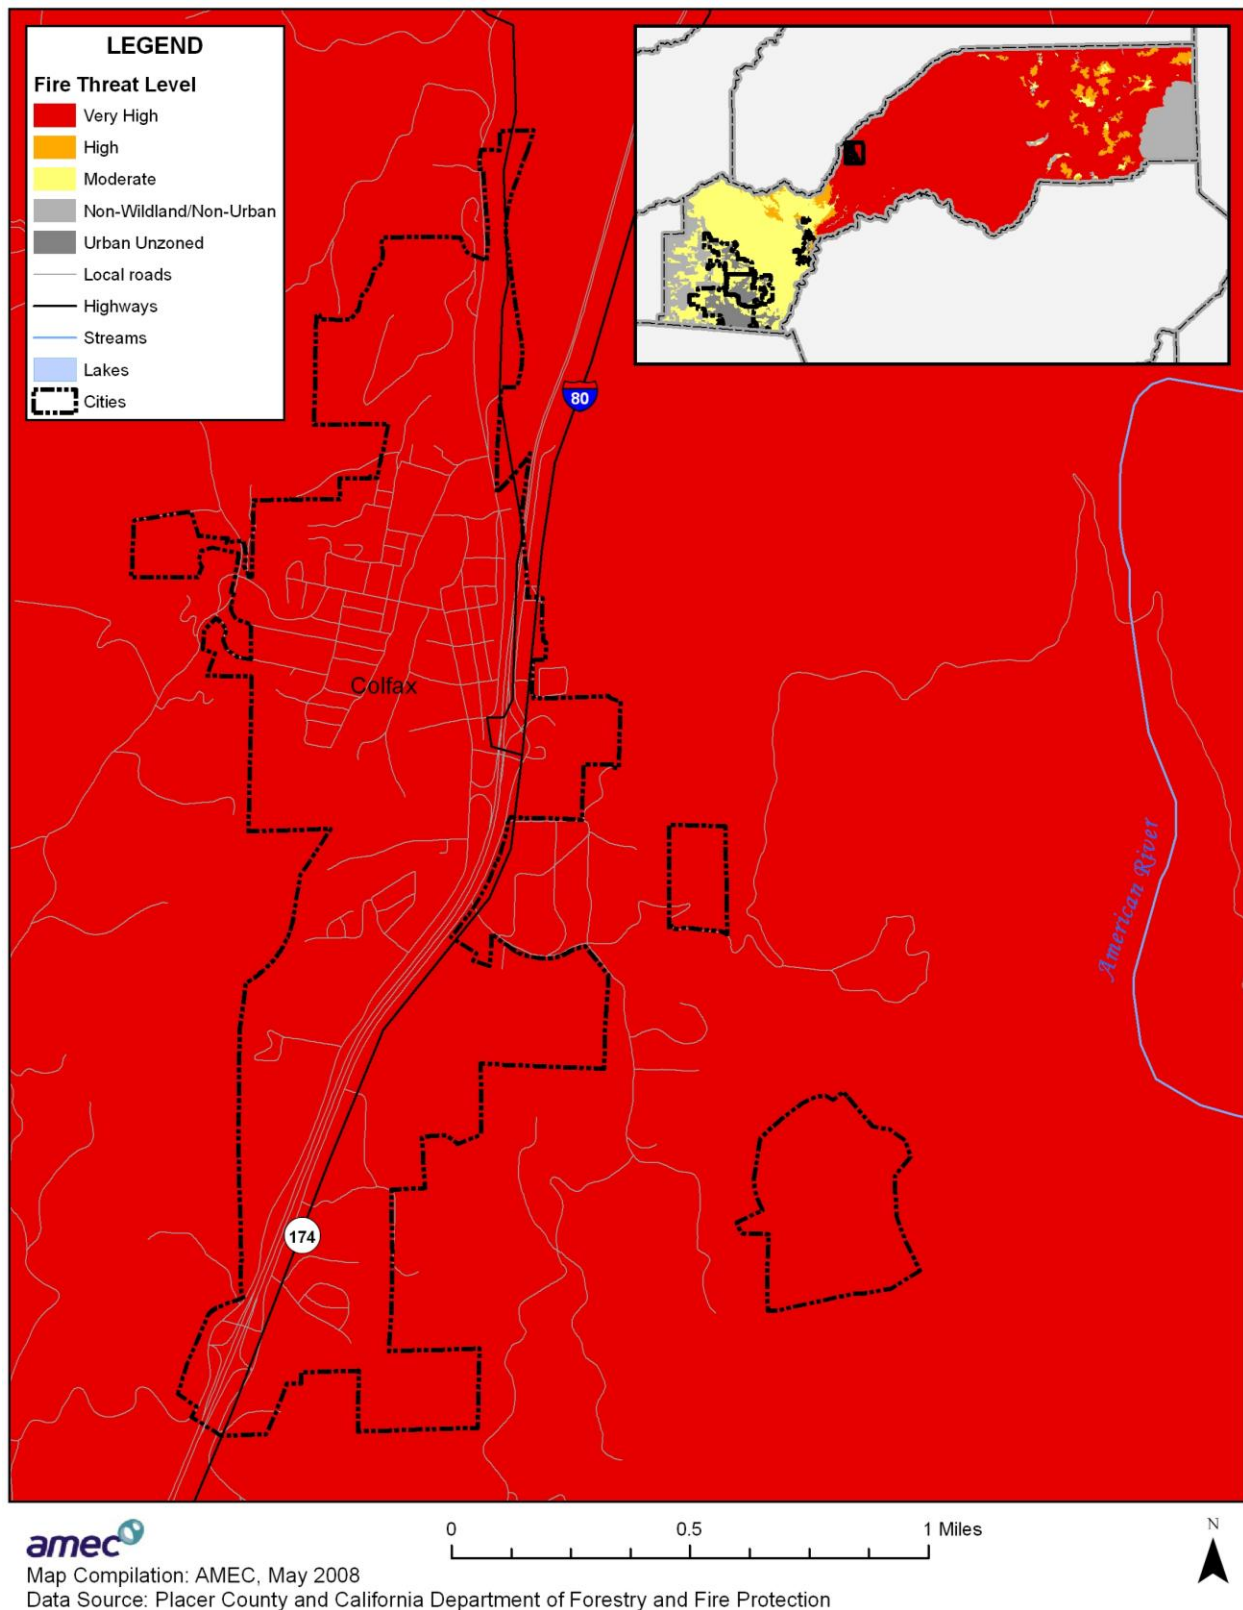 LEGEND
Fire Threat Level
Very High
High
Moderate
Non-Wildland/Non-Urban
Urban Unzoned
Local roads
Highways
Streams
Lakes
Cities
80
Colfax
American River
174
amec
0 0.5 1 Miles
N
Map Compilation: AMEC, May 2008
Data Source: Placer County and California Department of Forestry and Fire Protection